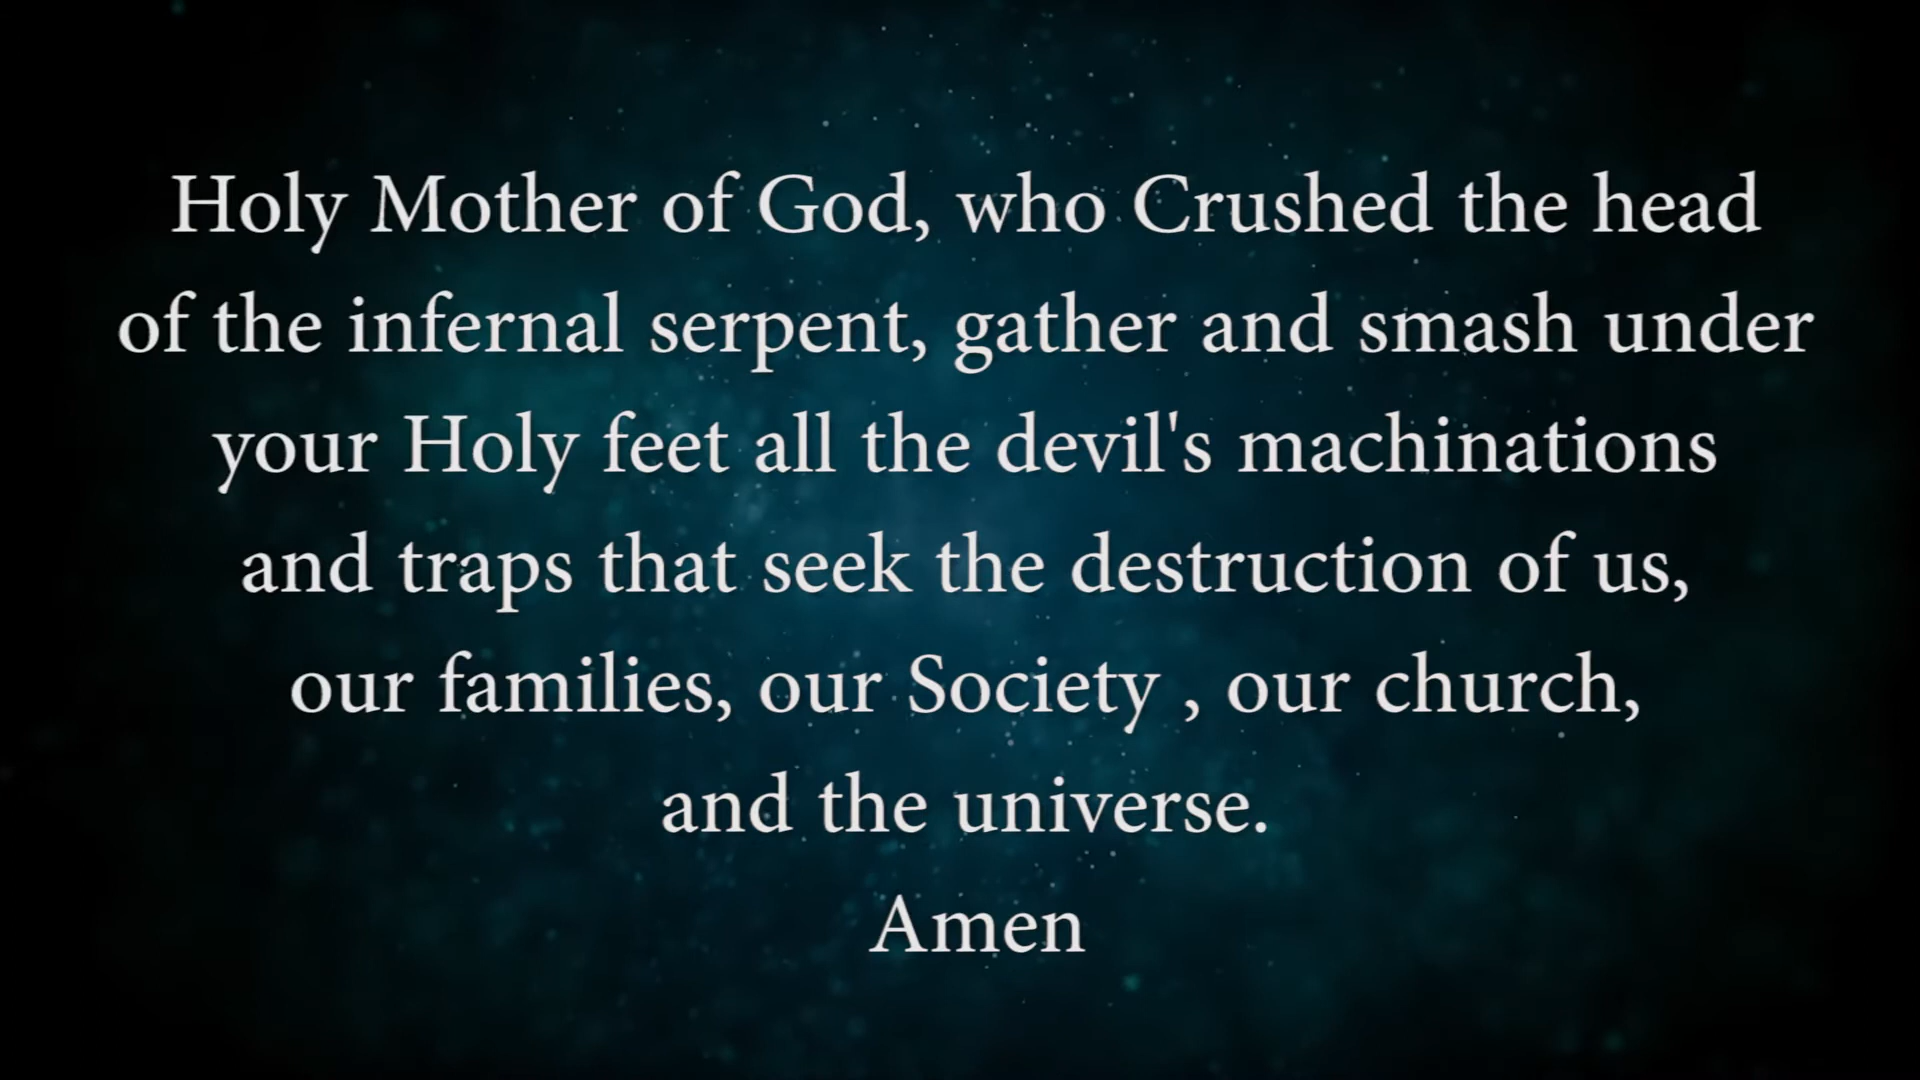 Holy Mother of God, who Crushed the head
of the infernal serpent, gather and smash under
your Holy feet all the devil's machinations
and traps that seek the destruction of us,
our families, our Society , our church,
and the universe.
Amen